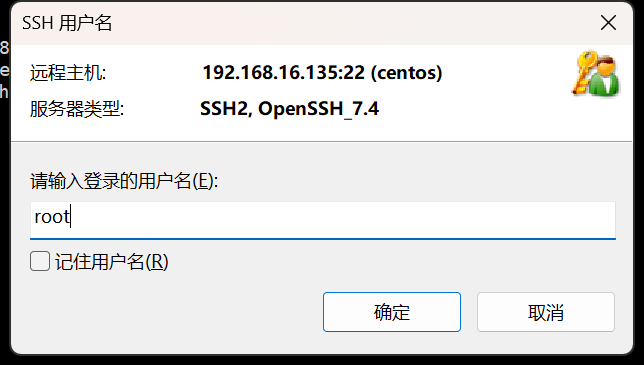 SSH 用户名
8
远程主机: 192.168.16.135:22 (centos)
e
h
服务器类型: SSH2, OpenSSH_7.4
请输入登录的用户名(E):
root
记住用户名(R)
确定 取消